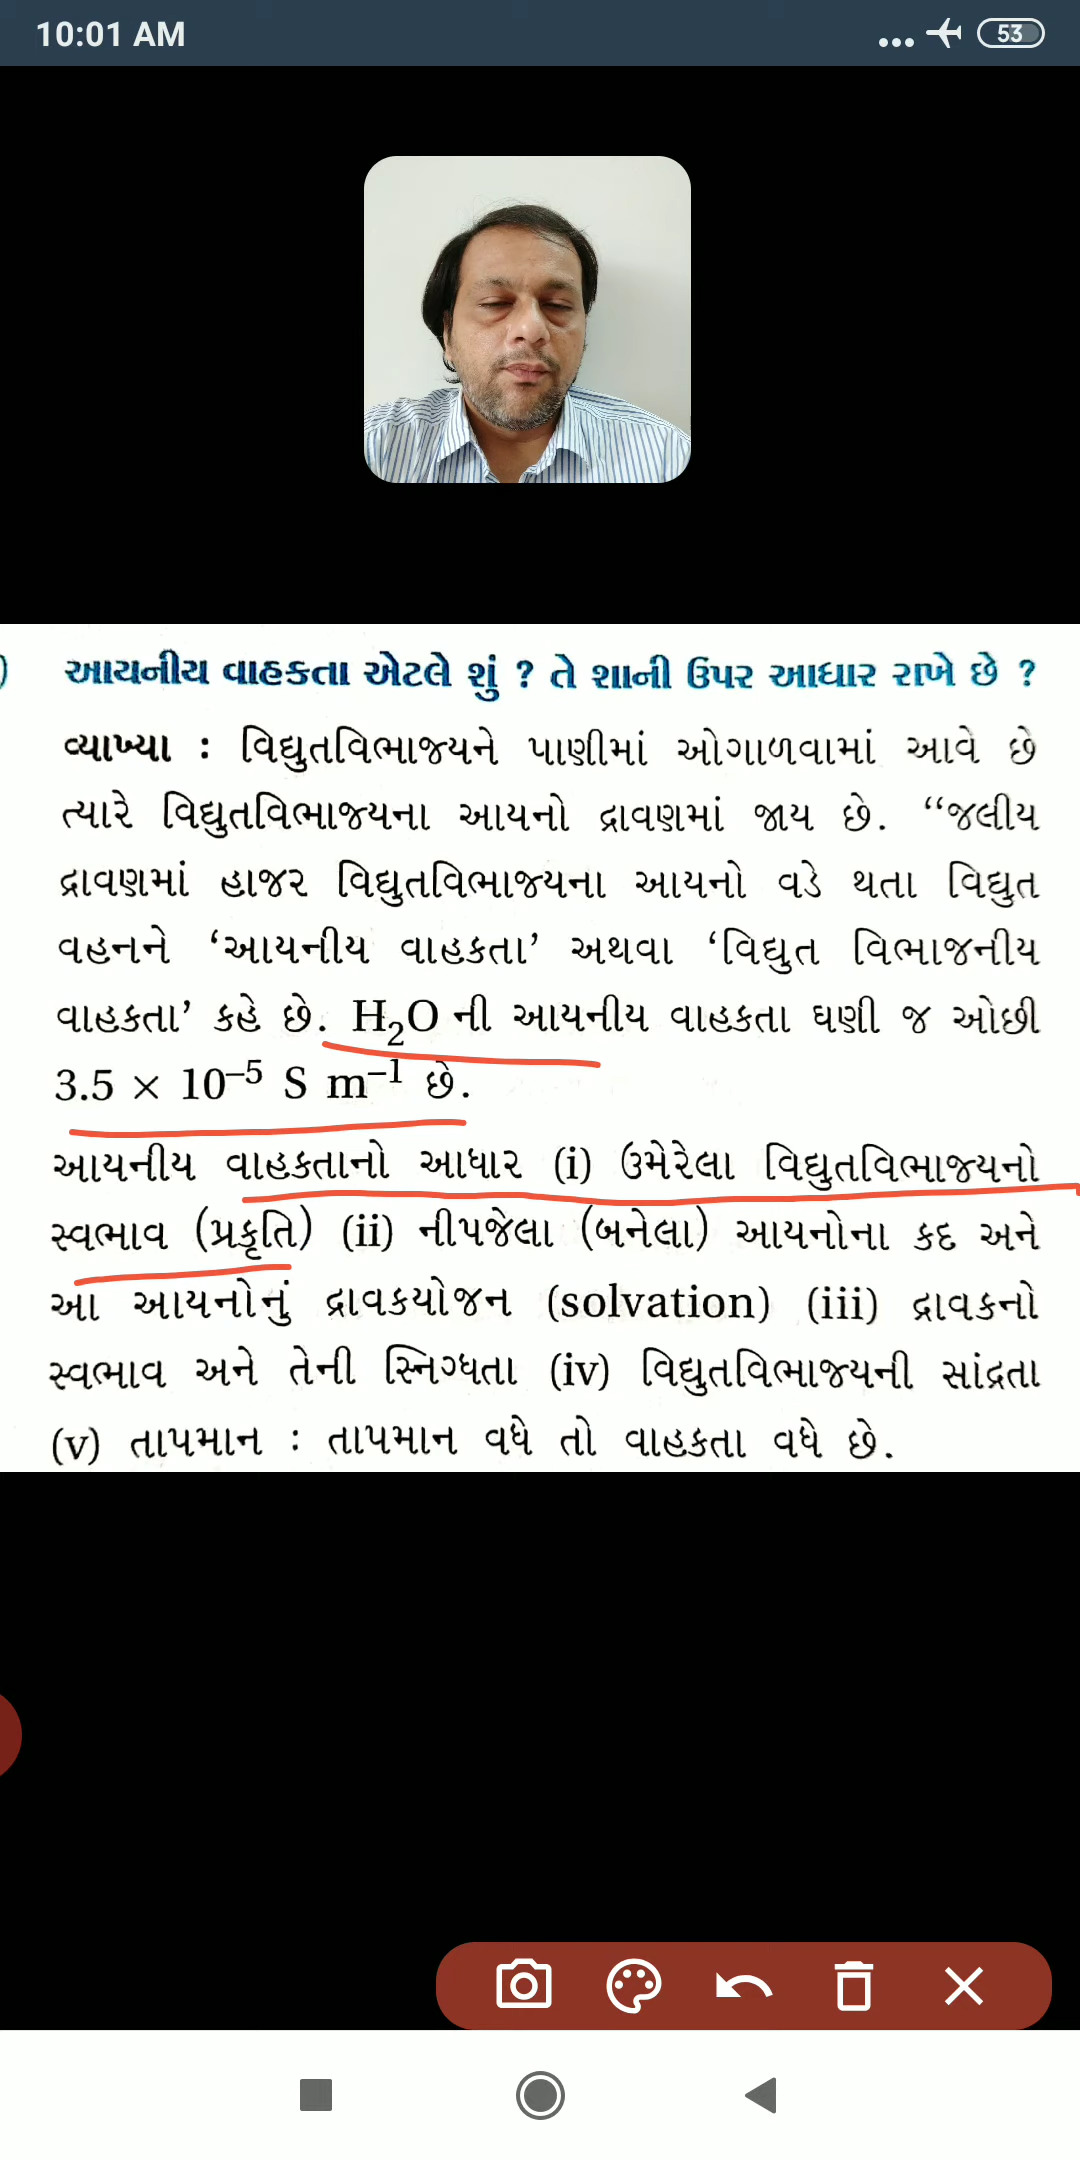 10:01 AM
53
આયનીય વાહકતા એટલે શું ? તે શાની ઉપર આધાર રાખે છે ?
વ્યાખ્યા : વિદ્યુતવિભાજ્યને પાણીમાં ઓગાળવામાં આવે છે
ત્યારે વિદ્યુતવિભાજ્યના આયનો દ્રાવણમાં જાય છે. “જલીય
દ્રાવણમાં હાજર વિદ્યુતવિભાજ્યના આયનો વડે થતા વિદ્યુત
વહનને ‘આયનીય વાહકતા’ અથવા ‘વિદ્યુત વિભાજનીય
વાહકતા’ કહે છે. H₂O ની આયનીય વાહકતા ઘણી જ ઓછી
3.5 × 10⁻⁵ S m⁻¹ છે.
આયનીય વાહકતાનો આધાર (i) ઉમેરેલા વિદ્યુતવિભાજ્યનો
સ્વભાવ (પ્રકૃતિ) (ii) નીપજેલા (બનેલા) આયનોના કદ અને
આ આયનોનું દ્રાવકયોજન (solvation) (iii) દ્રાવકનો
સ્વભાવ અને તેની સ્નિગ્ધતા (iv) વિદ્યુતવિભાજ્યની સાંદ્રતા
(v) તાપમાન : તાપમાન વધે તો વાહકતા વધે છે.